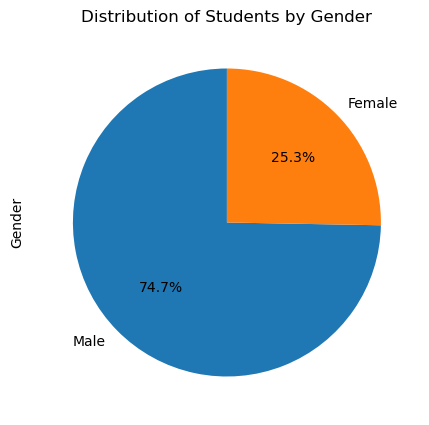 Distribution of Students by Gender
Female
25.3%
Gender
74.7%
Male